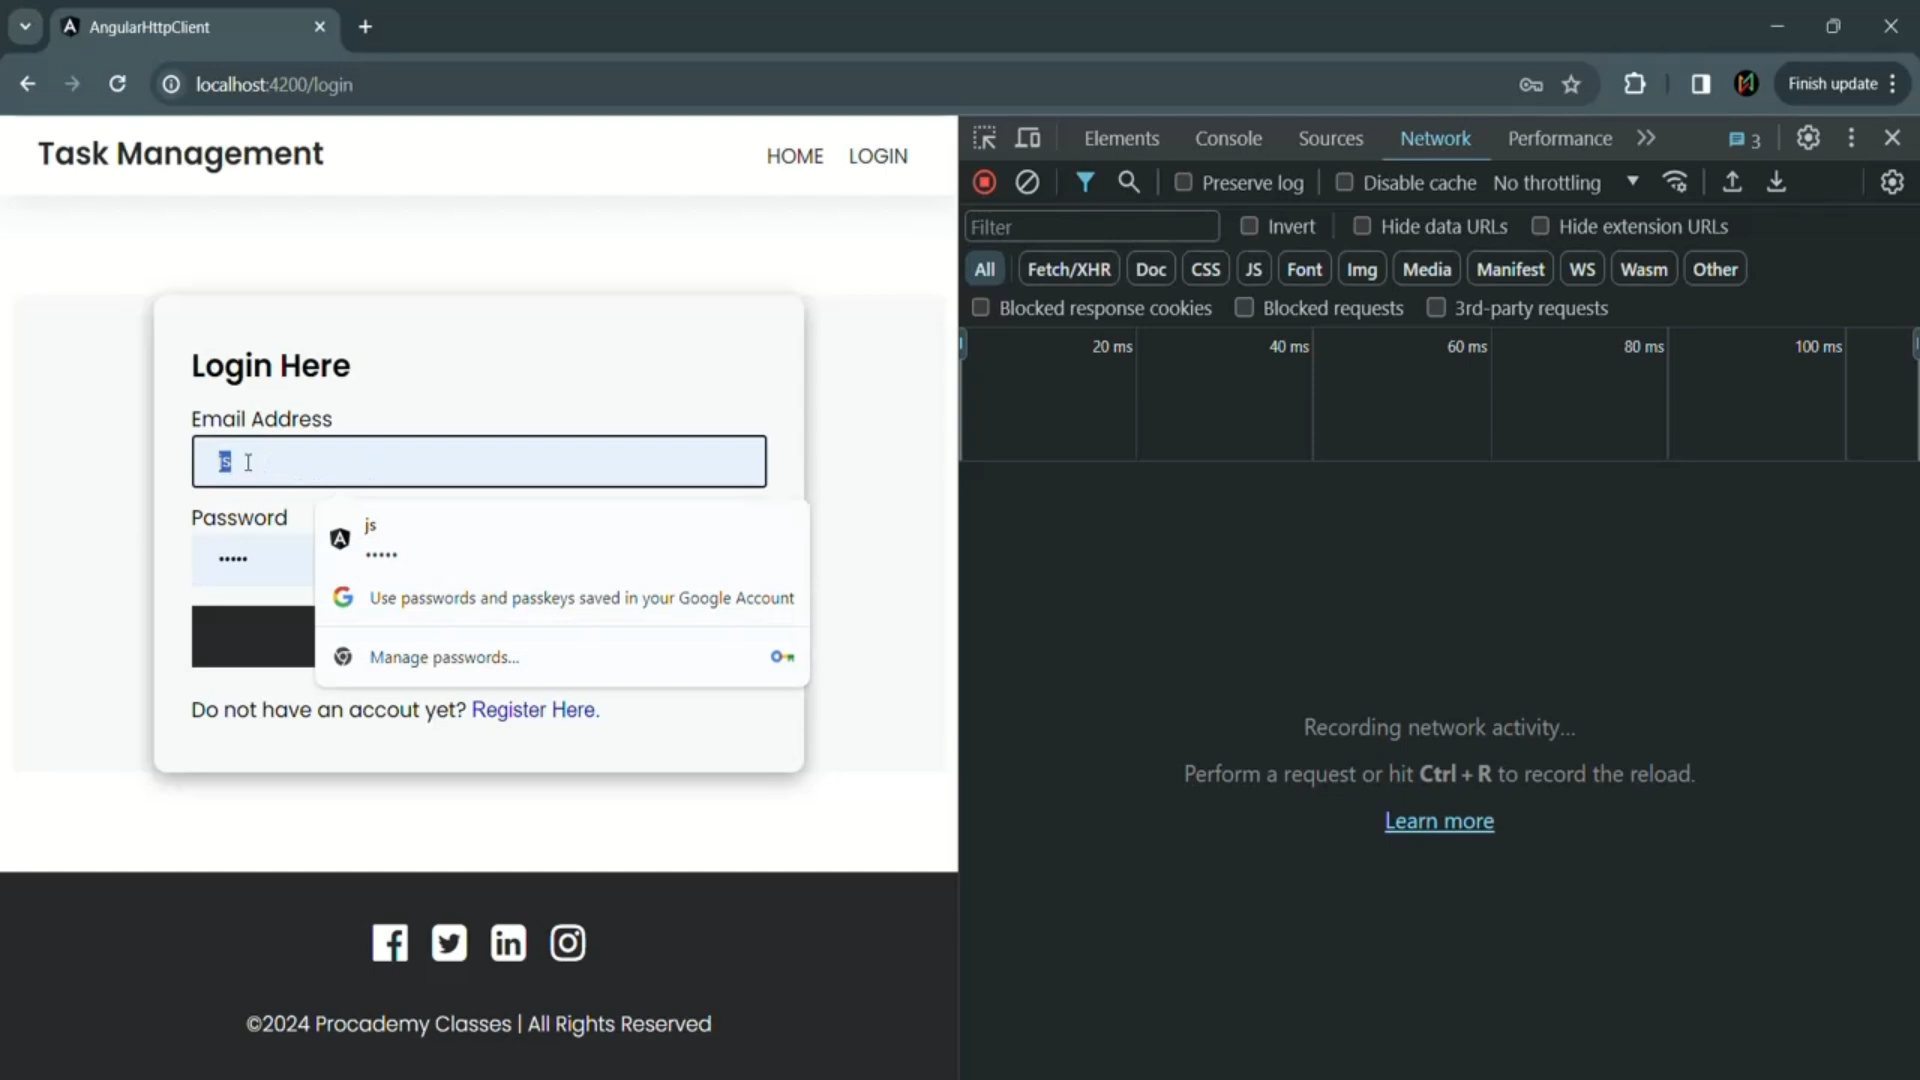 AngularHttpClient
localhost:4200/login
Finish update
Task Management
HOME LOGIN
Login Here
Email Address
js
Password
•••••
js
•••••
Use passwords and passkeys saved in your Google Account
Manage passwords...
Do not have an accout yet? Register Here.
©2024 Procademy Classes | All Rights Reserved
Elements Console Sources Network Performance 3
Preserve log Disable cache No throttling
Filter Invert Hide data URLs Hide extension URLs
All Fetch/XHR Doc CSS JS Font Img Media Manifest WS Wasm Other
Blocked response cookies Blocked requests 3rd-party requests
20 ms 40 ms 60 ms 80 ms 100 ms
Recording network activity...
Perform a request or hit Ctrl + R to record the reload.
Learn more